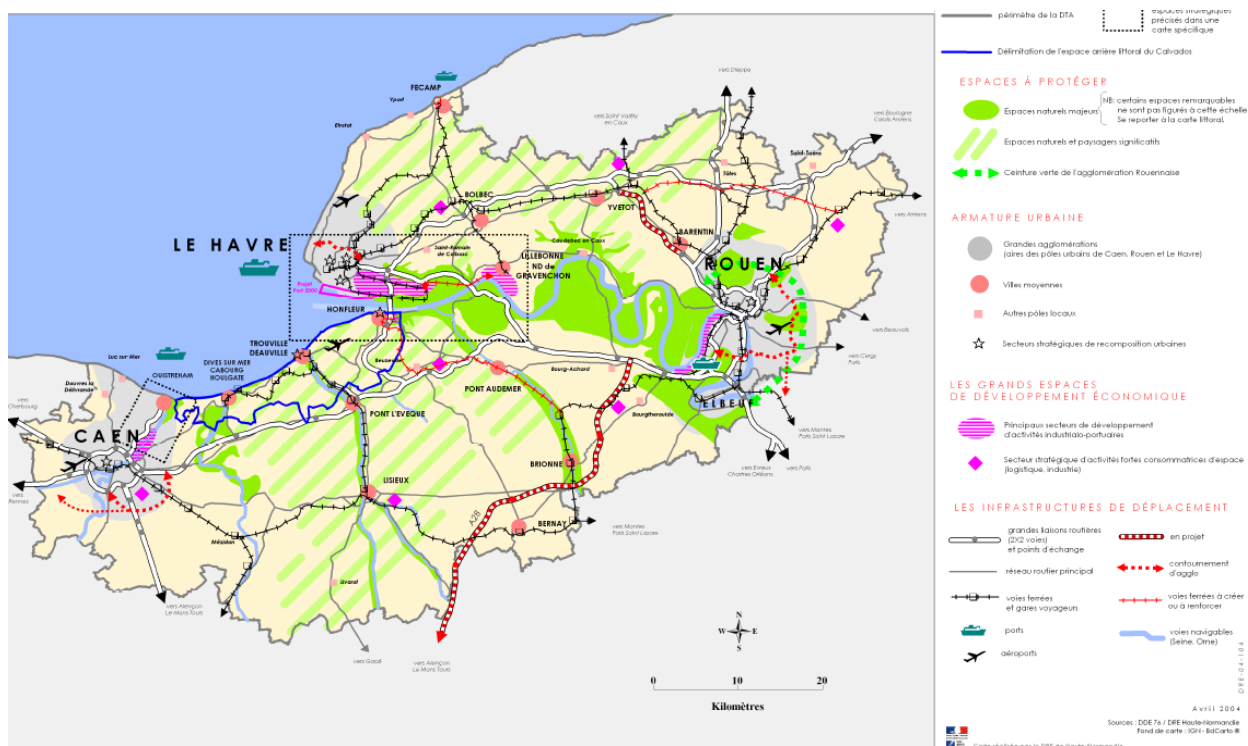 FECAMP
Yport
Etretat
vers Dieppe
vers Saint Valéry
en Caux
vers Boulogne
Calais Amiens
Saint-Saëns
Tôtes
vers Amiens
BOLBEC
YVETOT
BARENTIN
LE HAVRE
Saint-Romain
de Colbosc
Caudebec en Caux
LILLEBONNE
ND de
GRAVENCHON
ROUEN
Projet
Port 2000
HONFLEUR
vers Beauvais
TROUVILLE
DEAUVILLE
Luc sur Mer
OUISTREHAM
DIVES SUR MER
CABOURG
HOULGATE
Beuzeville
Bourg-Achard
vers Cergy
Paris
Douvres la
Délivrande
PONT AUDEMER
ELBEUF
vers
Cherbourg
PONT L'EVEQUE
Bourgtheroulde
vers Mantes
Paris Saint Lazare
CAEN
vers Evreux
Chartres Orléans
vers Paris
BRIONNE
vers
Rennes
LISIEUX
A28
BERNAY
vers Mantes
Paris Saint Lazare
Mézidon
Livarot
vers Alençon
Le Mans Tours
vers Gacé
vers Alençon
Le Mans Tours
N
W E
S
0 10 20
Kilomètres
espaces stratégiques
périmètre de la DTA
précisés dans une
carte spécifique
Délimitation de l'espace arrière littoral du Calvados
ESPACES À PROTÉGER
Espaces naturels majeurs
NB: certains espaces remarquables
ne sont pas figurés à cette échelle
Se reporter à la carte littoral.
Espaces naturels et paysagers significatifs
Ceinture verte de l'agglomération Rouennaise
ARMATURE URBAINE
Grandes agglomérations
(aires des pôles urbains de Caen, Rouen et Le Havre)
Villes moyennes
Autres pôles locaux
Secteurs stratégiques de recomposition urbaines
LES GRANDS ESPACES
DE DÉVELOPPEMENT ÉCONOMIQUE
Principaux secteurs de développement
d'activités industrialo-portuaires
Secteur stratégique d'activités fortes consommatrices d'espace
(logistique, industrie)
LES INFRASTRUCTURES DE DÉPLACEMENT
grandes liaisons routières
(2X2 voies)
et points d'échange
en projet
réseau routier principal
contournement
d'agglo
voies ferrées
et gares voyageurs
voies ferrées à créer
ou à renforcer
ports
voies navigables
(Seine, Orne)
aéroports
DRE-04-104
Avril 2004
Sources : DDE 76 / DRE Haute-Normandie
Fond de carte : IGN - BdCarto ®
Carte réalisée par la DRE de Haute-Normandie